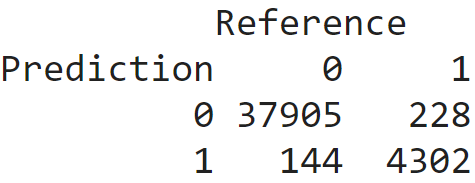 Reference
Prediction 0 1
0 37905 228
1 144 4302